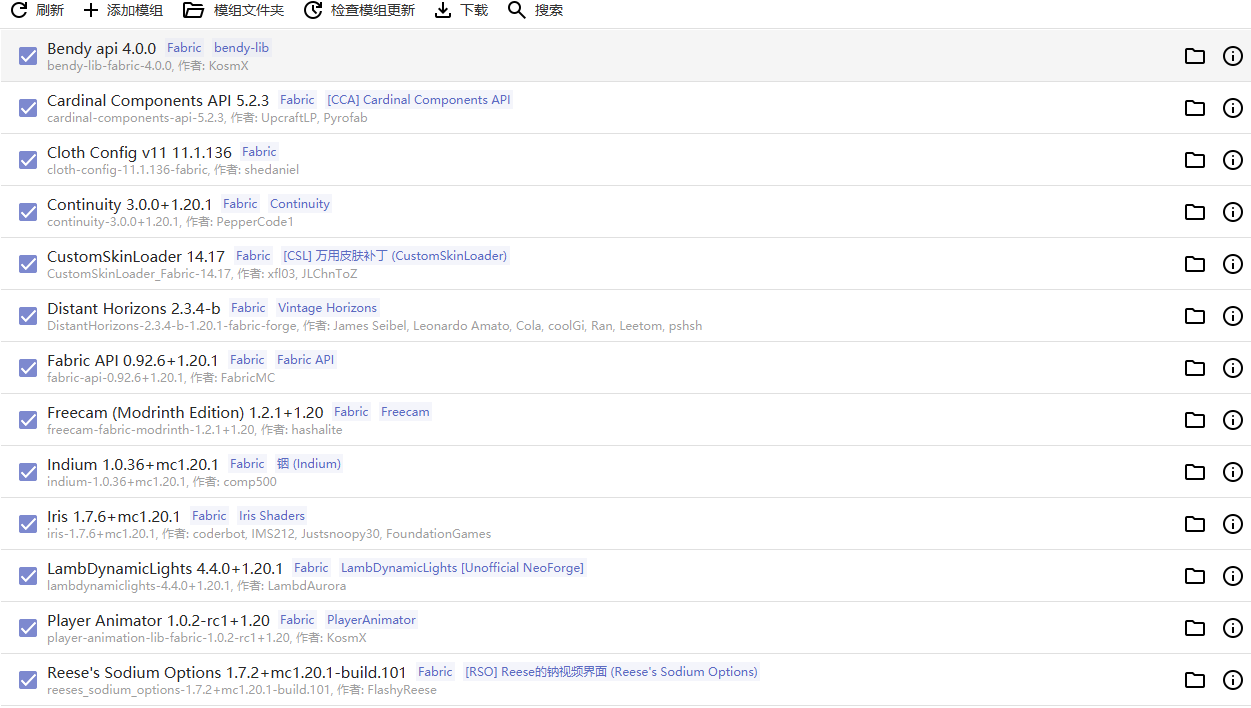 刷新 添加模组 模组文件夹 检查模组更新 下载 搜索
Bendy api 4.0.0 Fabric bendy-lib
bendy-lib-fabric-4.0.0, 作者: KosmX
Cardinal Components API 5.2.3 Fabric [CCA] Cardinal Components API
cardinal-components-api-5.2.3, 作者: UpcraftLP, Pyrofab
Cloth Config v11 11.1.136 Fabric
cloth-config-11.1.136-fabric, 作者: shedaniel
Continuity 3.0.0+1.20.1 Fabric Continuity
continuity-3.0.0+1.20.1, 作者: PepperCode1
CustomSkinLoader 14.17 Fabric [CSL] 万用皮肤补丁 (CustomSkinLoader)
CustomSkinLoader_Fabric-14.17, 作者: xfl03, JLChnToZ
Distant Horizons 2.3.4-b Fabric Vintage Horizons
DistantHorizons-2.3.4-b-1.20.1-fabric-forge, 作者: James Seibel, Leonardo Amato, Cola, coolGi, Ran, Leetom, pshsh
Fabric API 0.92.6+1.20.1 Fabric Fabric API
fabric-api-0.92.6+1.20.1, 作者: FabricMC
Freecam (Modrinth Edition) 1.2.1+1.20 Fabric Freecam
freecam-fabric-modrinth-1.2.1+1.20, 作者: hashalite
Indium 1.0.36+mc1.20.1 Fabric 铟 (Indium)
indium-1.0.36+mc1.20.1, 作者: comp500
Iris 1.7.6+mc1.20.1 Fabric Iris Shaders
iris-1.7.6+mc1.20.1, 作者: coderbot, IMS212, Justsnoopy30, FoundationGames
LambDynamicLights 4.4.0+1.20.1 Fabric LambDynamicLights [Unofficial NeoForge]
lambdynamiclights-4.4.0+1.20.1, 作者: LambdAurora
Player Animator 1.0.2-rc1+1.20 Fabric PlayerAnimator
player-animation-lib-fabric-1.0.2-rc1+1.20, 作者: KosmX
Reese's Sodium Options 1.7.2+mc1.20.1-build.101 Fabric [RSO] Reese的钠视频界面 (Reese's Sodium Options)
reeses_sodium_options-1.7.2+mc1.20.1-build.101, 作者: FlashyReese